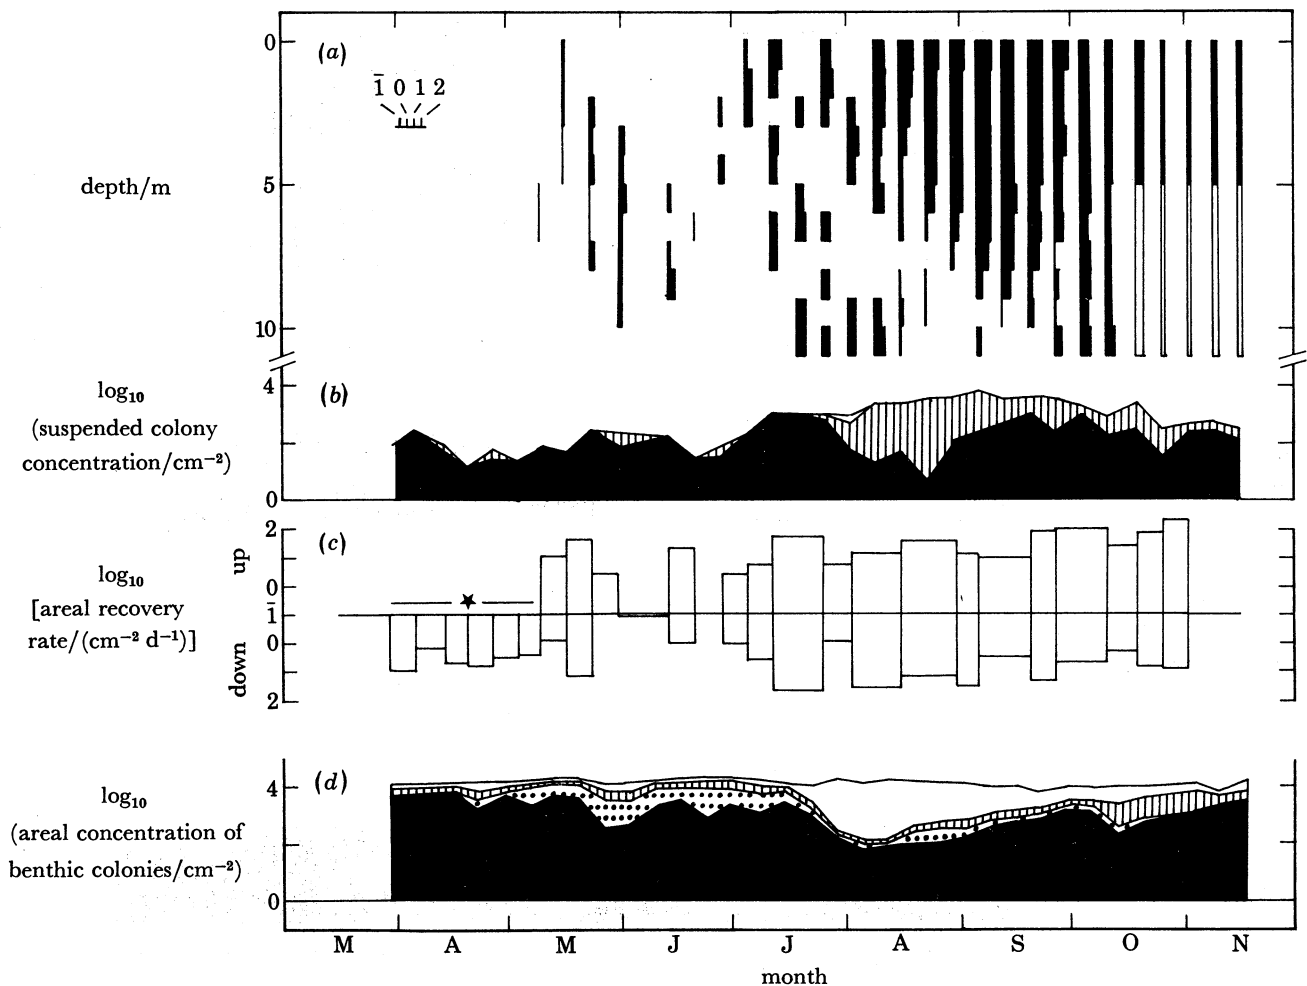 (a)
0
1̄ 0 1 2
depth/m
5
10
log₁₀
(suspended colony
concentration/cm⁻²)
4
(b)
0
log₁₀
[areal recovery
rate/(cm⁻² d⁻¹)]
up
down
2
(c)
0
★
1̄
0
2
log₁₀
(areal concentration of
benthic colonies/cm⁻²)
4
(d)
0
M A M J J A S O N
month